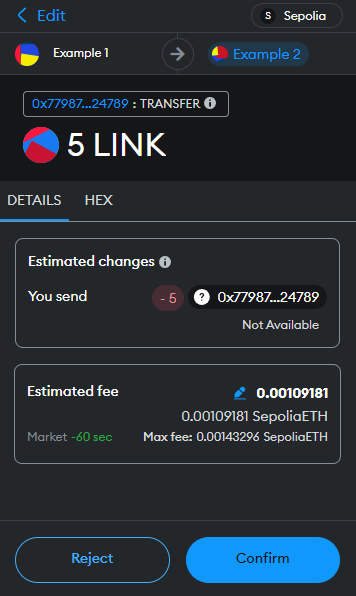 Edit
S Sepolia
Example 1
Example 2
0x77987...24789 : TRANSFER i
5 LINK
DETAILS HEX
Estimated changes i
You send - 5 ? 0x77987...24789
Not Available
Estimated fee 0.00109181
0.00109181 SepoliaETH
Market ~60 sec Max fee: 0.00143296 SepoliaETH
Reject Confirm